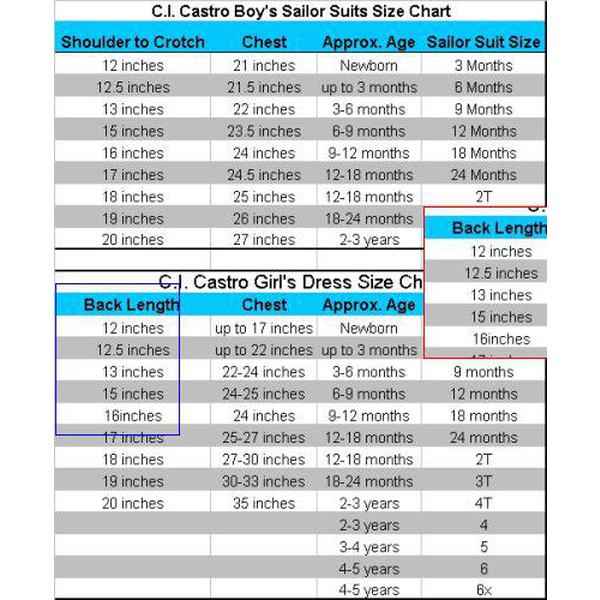 C.I. Castro Boy's Sailor Suits Size Chart
Shoulder to Crotch Chest Approx. Age Sailor Suit Size
12 inches 21 inches Newborn 3 Months
12.5 inches 21.5 inches up to 3 months 6 Months
13 inches 22 inches 3-6 months 9 Months
15 inches 23.5 inches 6-9 months 12 Months
16 inches 24 inches 9-12 months 18 Months
17 inches 24.5 inches 12-18 months 24 Months
18 inches 25 inches 12-18 months 2T
19 inches 26 inches 18-24 months
20 inches 27 inches 2-3 years
Back Length
12 inches
12.5 inches
13 inches
15 inches
16inches
C.I. Castro Girl's Dress Size Ch
Back Length Chest Approx. Age
12 inches up to 17 inches Newborn
12.5 inches up to 22 inches up to 3 months
13 inches 22-24 inches 3-6 months 9 months
15 inches 24-25 inches 6-9 months 12 months
16inches 24 inches 9-12 months 18 months
17 inches 25-27 inches 12-18 months 24 months
18 inches 27-30 inches 12-18 months 2T
19 inches 30-33 inches 18-24 months 3T
20 inches 35 inches 2-3 years 4T
2-3 years 4
3-4 years 5
4-5 years 6
4-5 years 6x